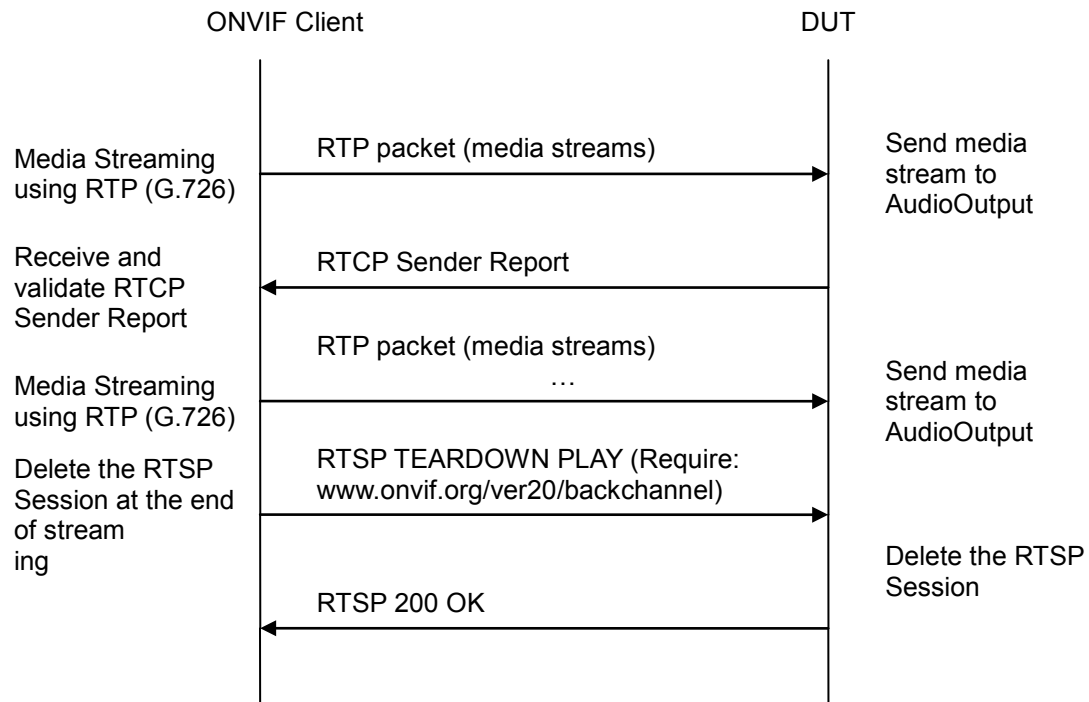 ONVIF Client
DUT
RTP packet (media streams)
Media Streaming
using RTP (G.726)
Send media
stream to
AudioOutput
Receive and
validate RTCP
Sender Report
RTCP Sender Report
RTP packet (media streams)
…
Media Streaming
using RTP (G.726)
Send media
stream to
AudioOutput
Delete the RTSP
Session at the end
of stream
ing
RTSP TEARDOWN PLAY (Require:
www.onvif.org/ver20/backchannel)
Delete the RTSP
Session
RTSP 200 OK